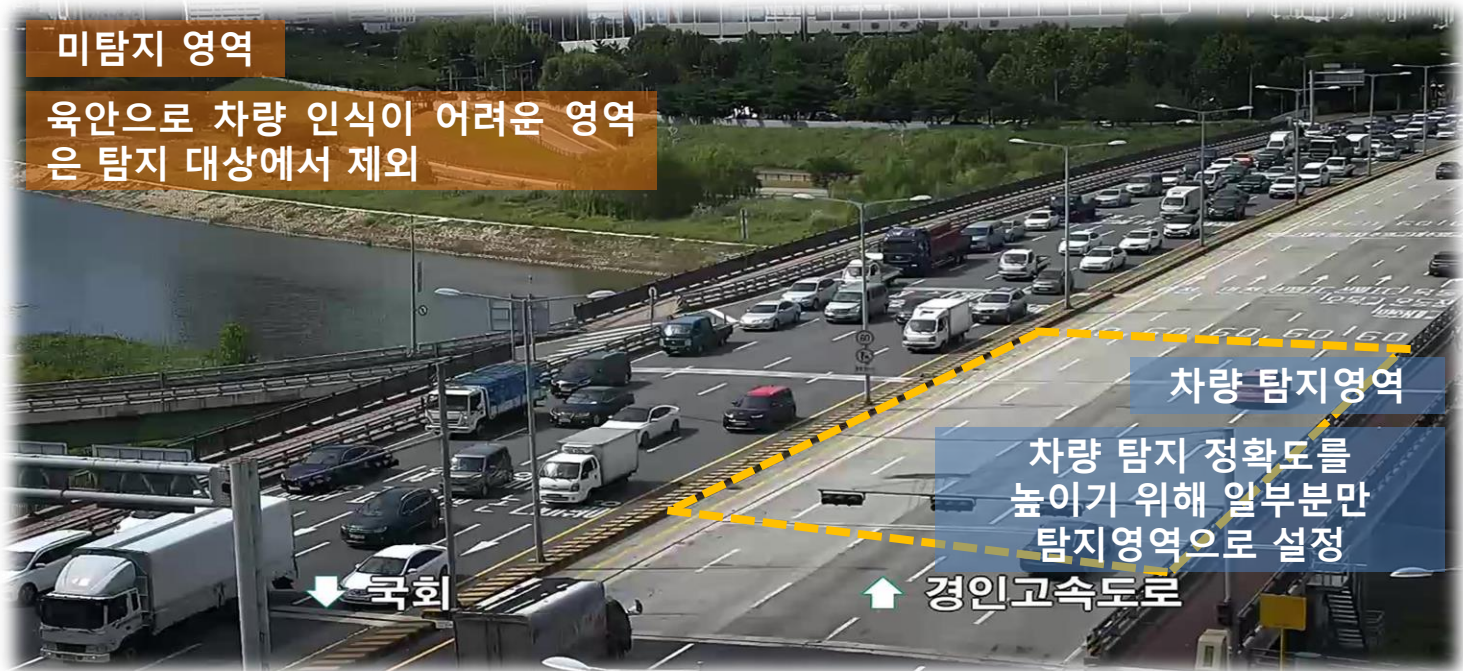 미탐지 영역
육안으로 차량 인식이 어려운 영역
은 탐지 대상에서 제외
60
차량 탐지영역
차량 탐지 정확도를
높이기 위해 일부분만
탐지영역으로 설정
국회
경인고속도로